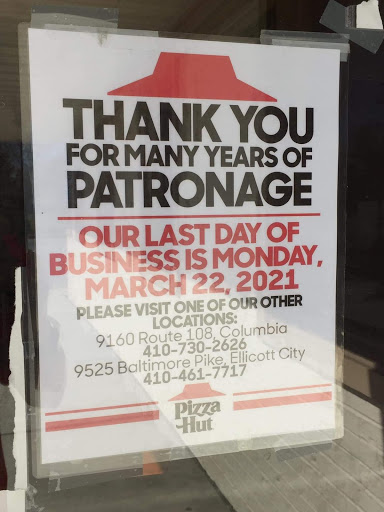 THANK YOU
FOR MANY YEARS OF
PATRONAGE
OUR LAST DAY OF
BUSINESS IS MONDAY,
MARCH 22, 2021
PLEASE VISIT ONE OF OUR OTHER
LOCATIONS:
9160 Route 108, Columbia
410-730-2626
9525 Baltimore Pike, Ellicott City
410-461-7717
Pizza
Hut